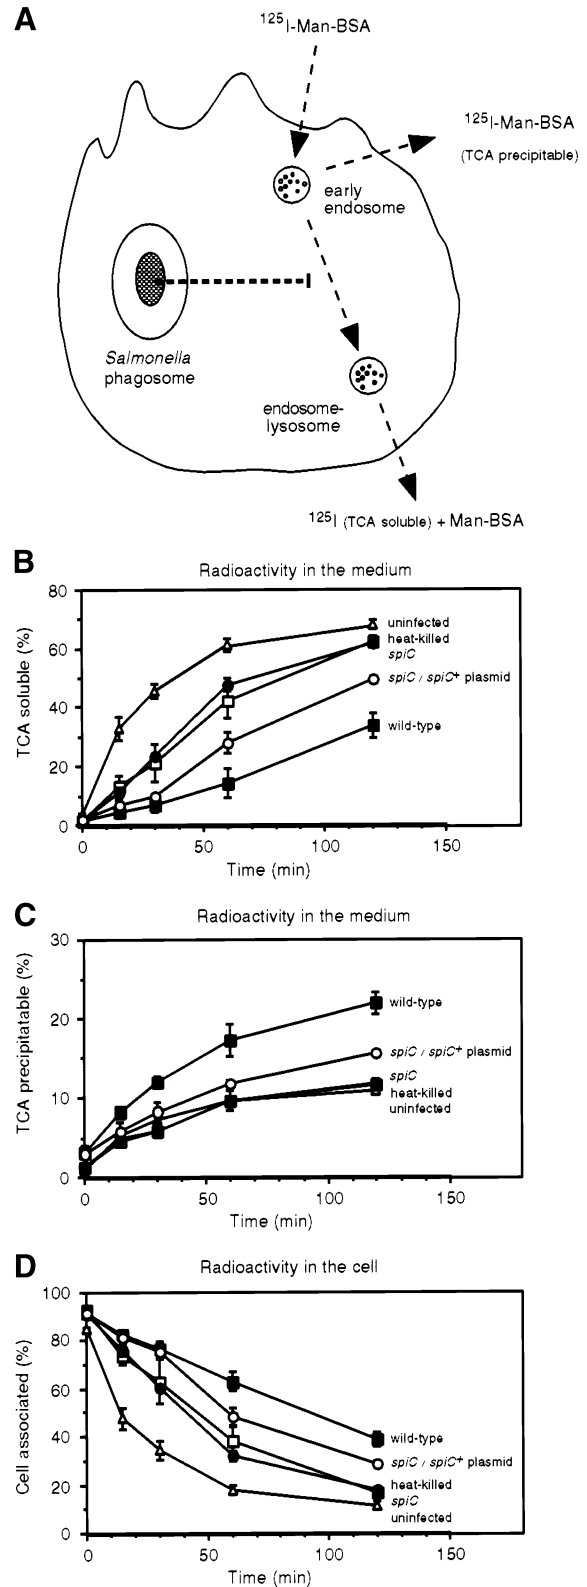 A
125I-Man-BSA
125I-Man-BSA
(TCA precipitable)
early
endosome
Salmonella
phagosome
endosome-
lysosome
125I (TCA soluble) + Man-BSA
B
Radioactivity in the medium
TCA soluble (%)
80
60
40
20
0
uninfected
heat-killed
spiC
spiC / spiC+ plasmid
wild-type
0 50 100 150
Time (min)
C
Radioactivity in the medium
TCA precipitatable (%)
30
20
10
0
wild-type
spiC / spiC+ plasmid
spiC
heat-killed
uninfected
0 50 100 150
Time (min)
D
Radioactivity in the cell
Cell associated (%)
100
80
60
40
20
0
wild-type
spiC / spiC+ plasmid
heat-killed
spiC
uninfected
0 50 100 150
Time (min)